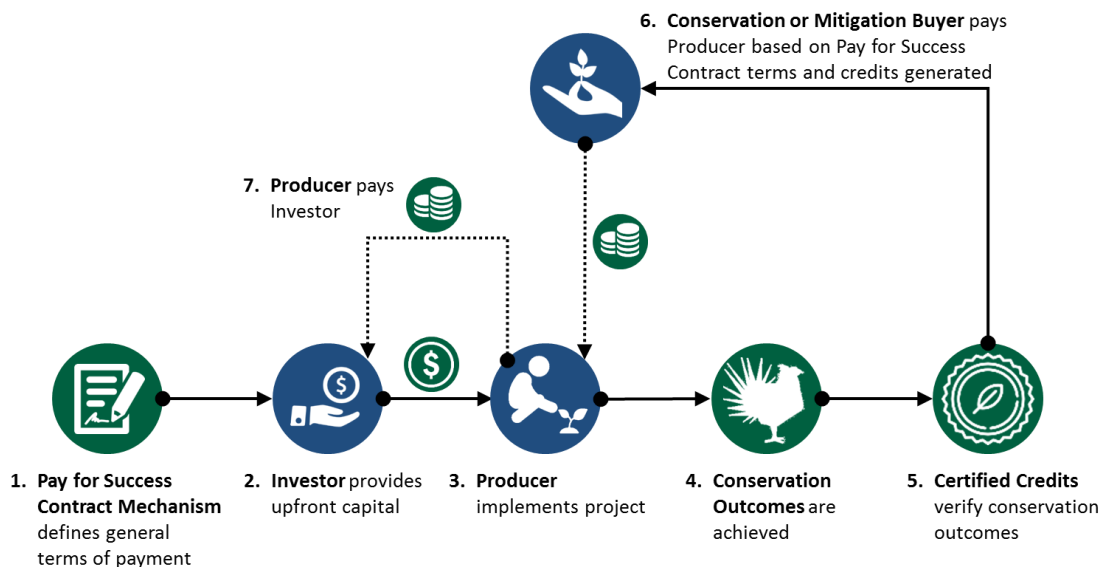 6. Conservation or Mitigation Buyer pays
Producer based on Pay for Success
Contract terms and credits generated
7. Producer pays
Investor
$
$
1. Pay for Success
Contract Mechanism
defines general
terms of payment
2. Investor provides
upfront capital
3. Producer
implements project
4. Conservation
Outcomes are
achieved
5. Certified Credits
verify conservation
outcomes